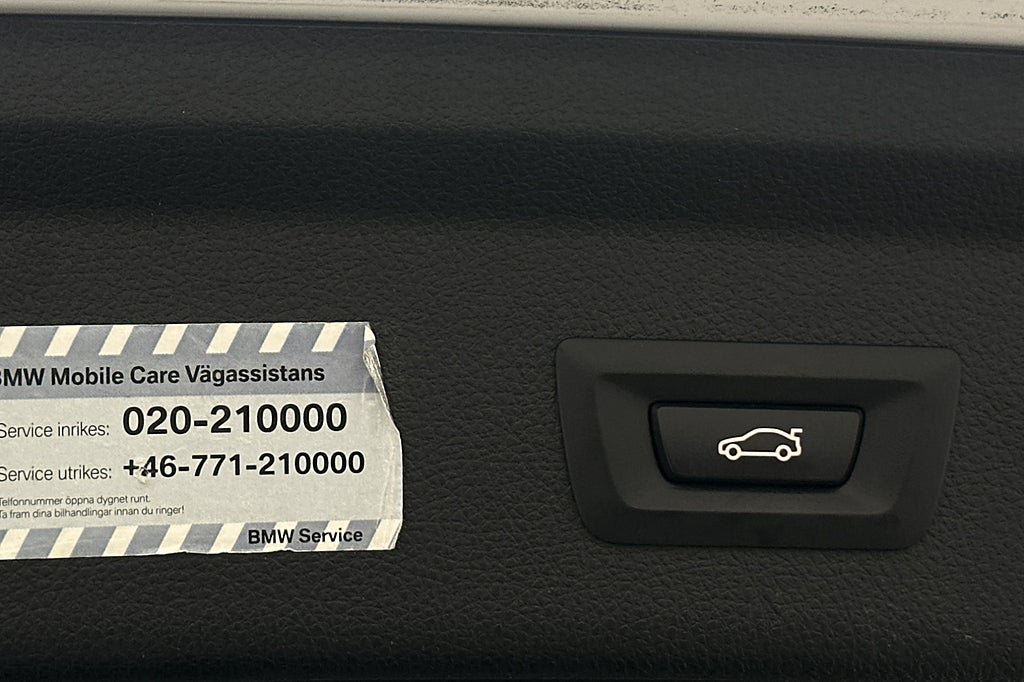 BMW Mobile Care Vägassistans
Service inrikes: 020-210000
Service utrikes: +46-771-210000
Telfonnummer öppna dygnet runt.
Ta fram dina bilhandlingar innan du ringer!
BMW Service